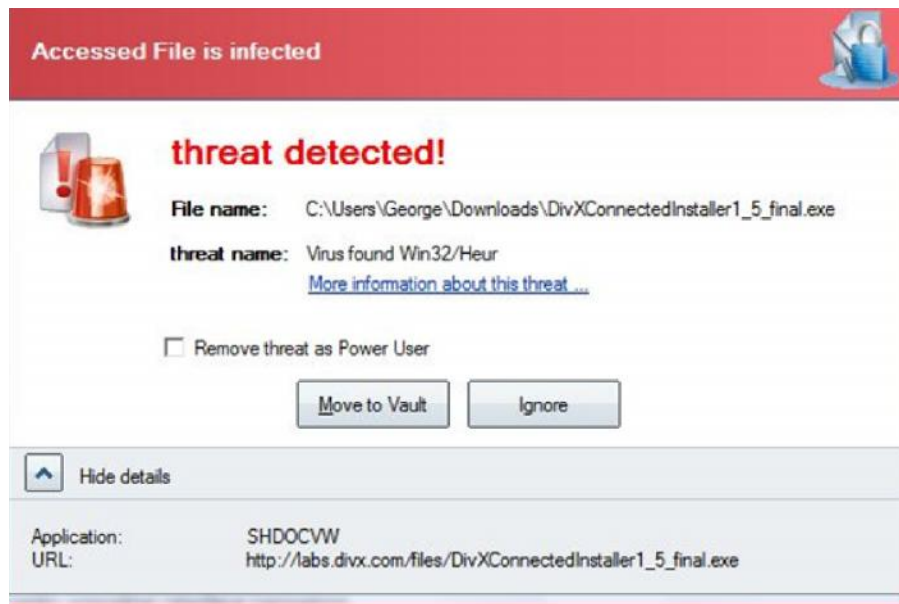 Accessed File is infected
threat detected!
File name: C:\Users\George\Downloads\DivXConnectedInstaller1_5_final.exe
threat name: Virus found Win32/Heur
More information about this threat ...
Remove threat as Power User
Move to Vault Ignore
Hide details
Application: SHDOCVW
URL: http://labs.divx.com/files/DivXConnectedInstaller1_5_final.exe